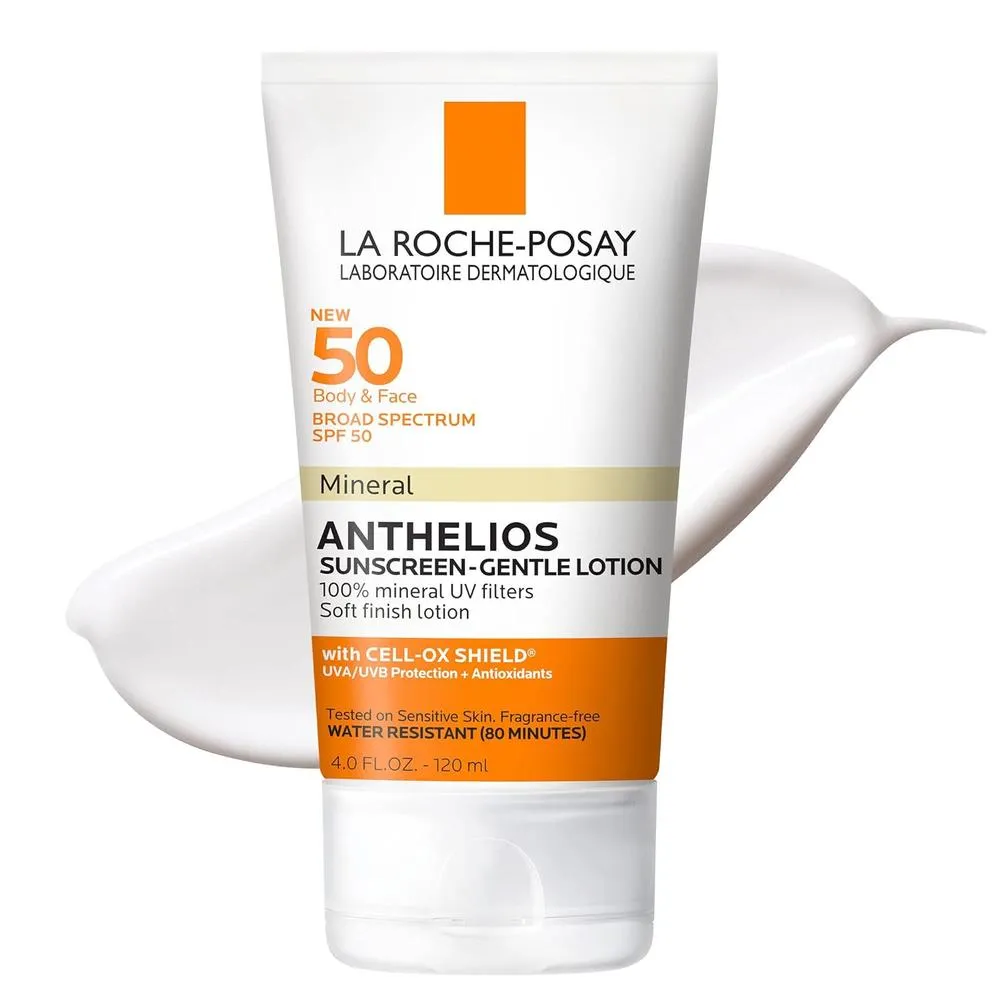 LA ROCHE-POSAY
LABORATOIRE DERMATOLOGIQUE
NEW
50
Body & Face
BROAD SPECTRUM
SPF 50
Mineral
ANTHELIOS
SUNSCREEN-GENTLE LOTION
100% mineral UV filters
Soft finish lotion
with CELL-OX SHIELD®
UVA/UVB Protection + Antioxidants
Tested on Sensitive Skin. Fragrance-free
WATER RESISTANT (80 MINUTES)
4.0 FL.OZ. - 120 ml